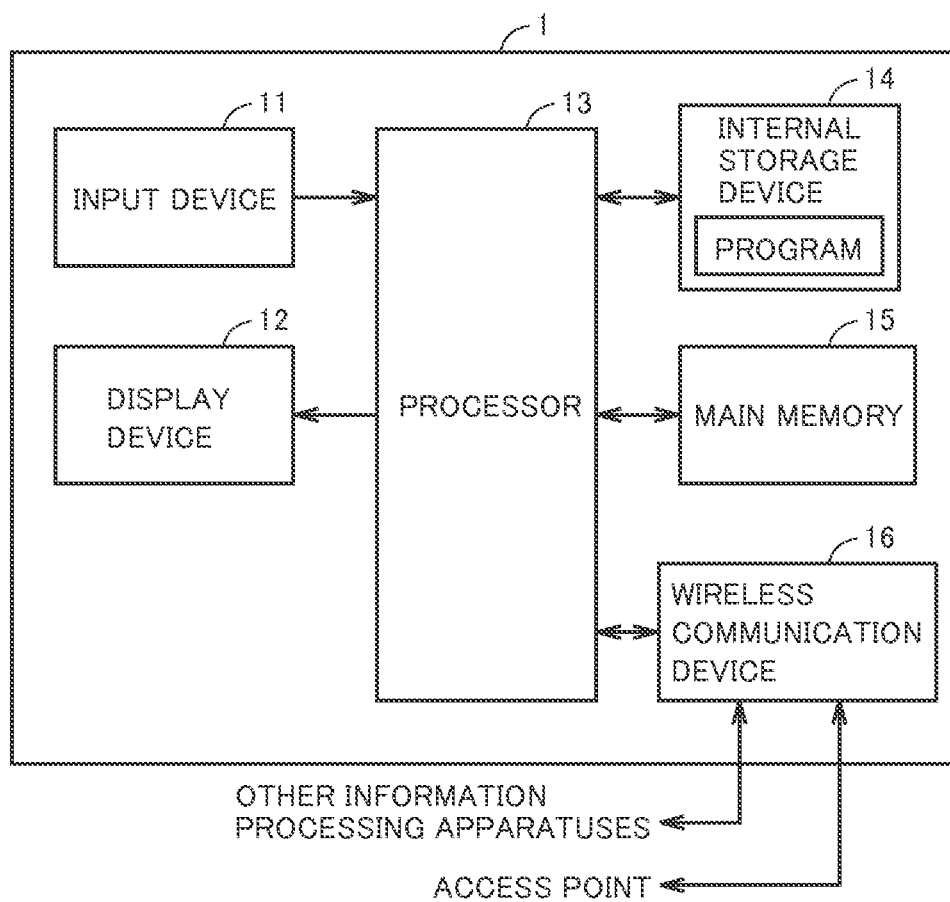 1
11
INPUT DEVICE
13
PROCESSOR
14
INTERNAL
STORAGE
DEVICE
PROGRAM
12
DISPLAY
DEVICE
15
MAIN MEMORY
16
WIRELESS
COMMUNICATION
DEVICE
OTHER INFORMATION
PROCESSING APPARATUSES
ACCESS POINT